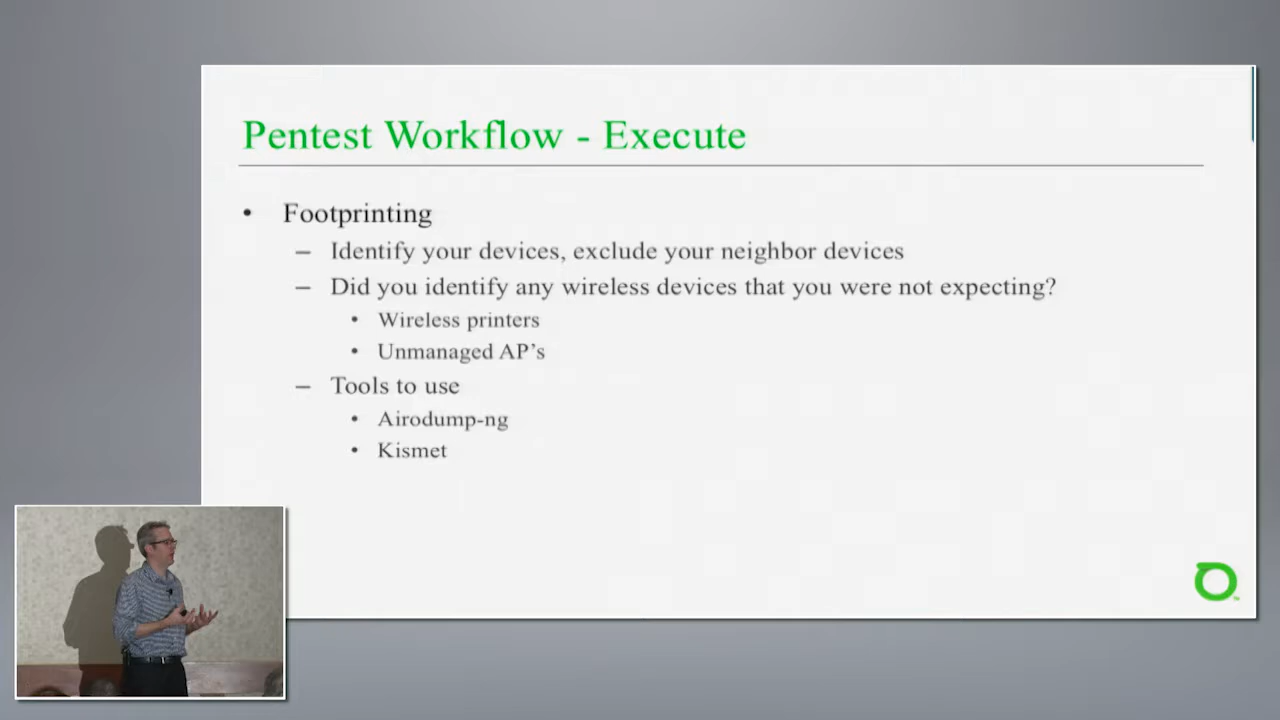 Pentest Workflow - Execute
• Footprinting
– Identify your devices, exclude your neighbor devices
– Did you identify any wireless devices that you were not expecting?
• Wireless printers
• Unmanaged AP’s
– Tools to use
• Airodump-ng
• Kismet